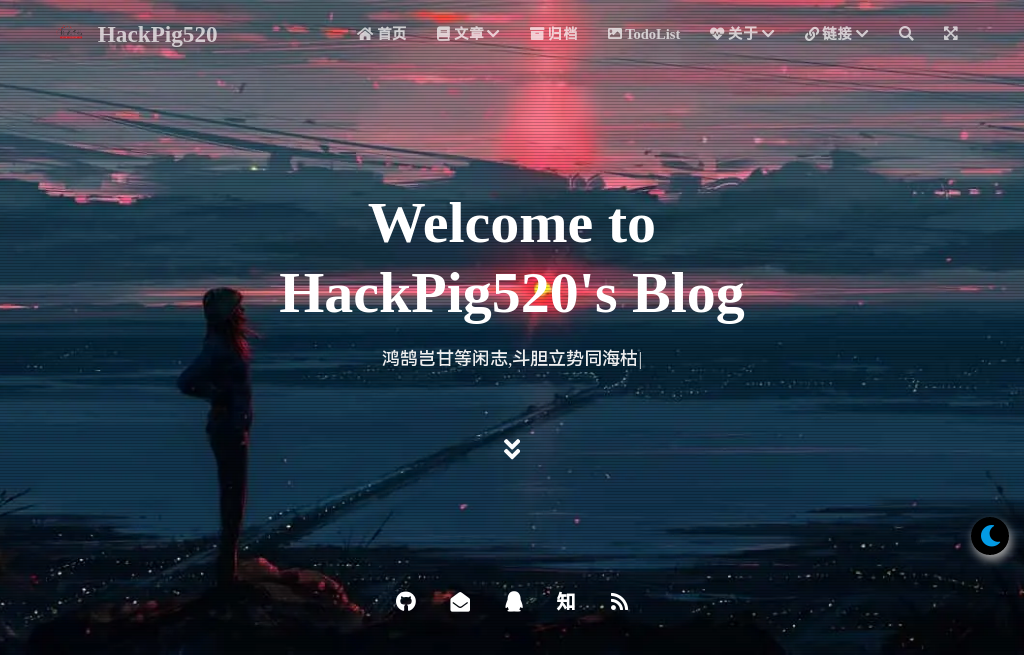 HackPig520
首页 文章 归档 TodoList 关于 链接
Welcome to
HackPig520's Blog
鸿鹄岂甘等闲志,斗胆立势同海枯|
知